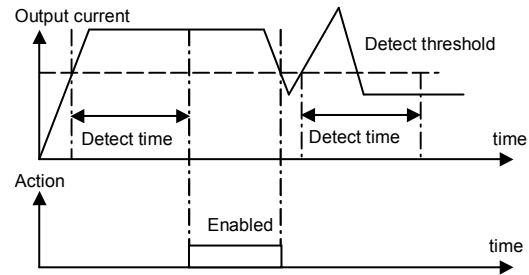 Output current
Detect threshold
Detect time
Detect time
time
Action
Enabled
time